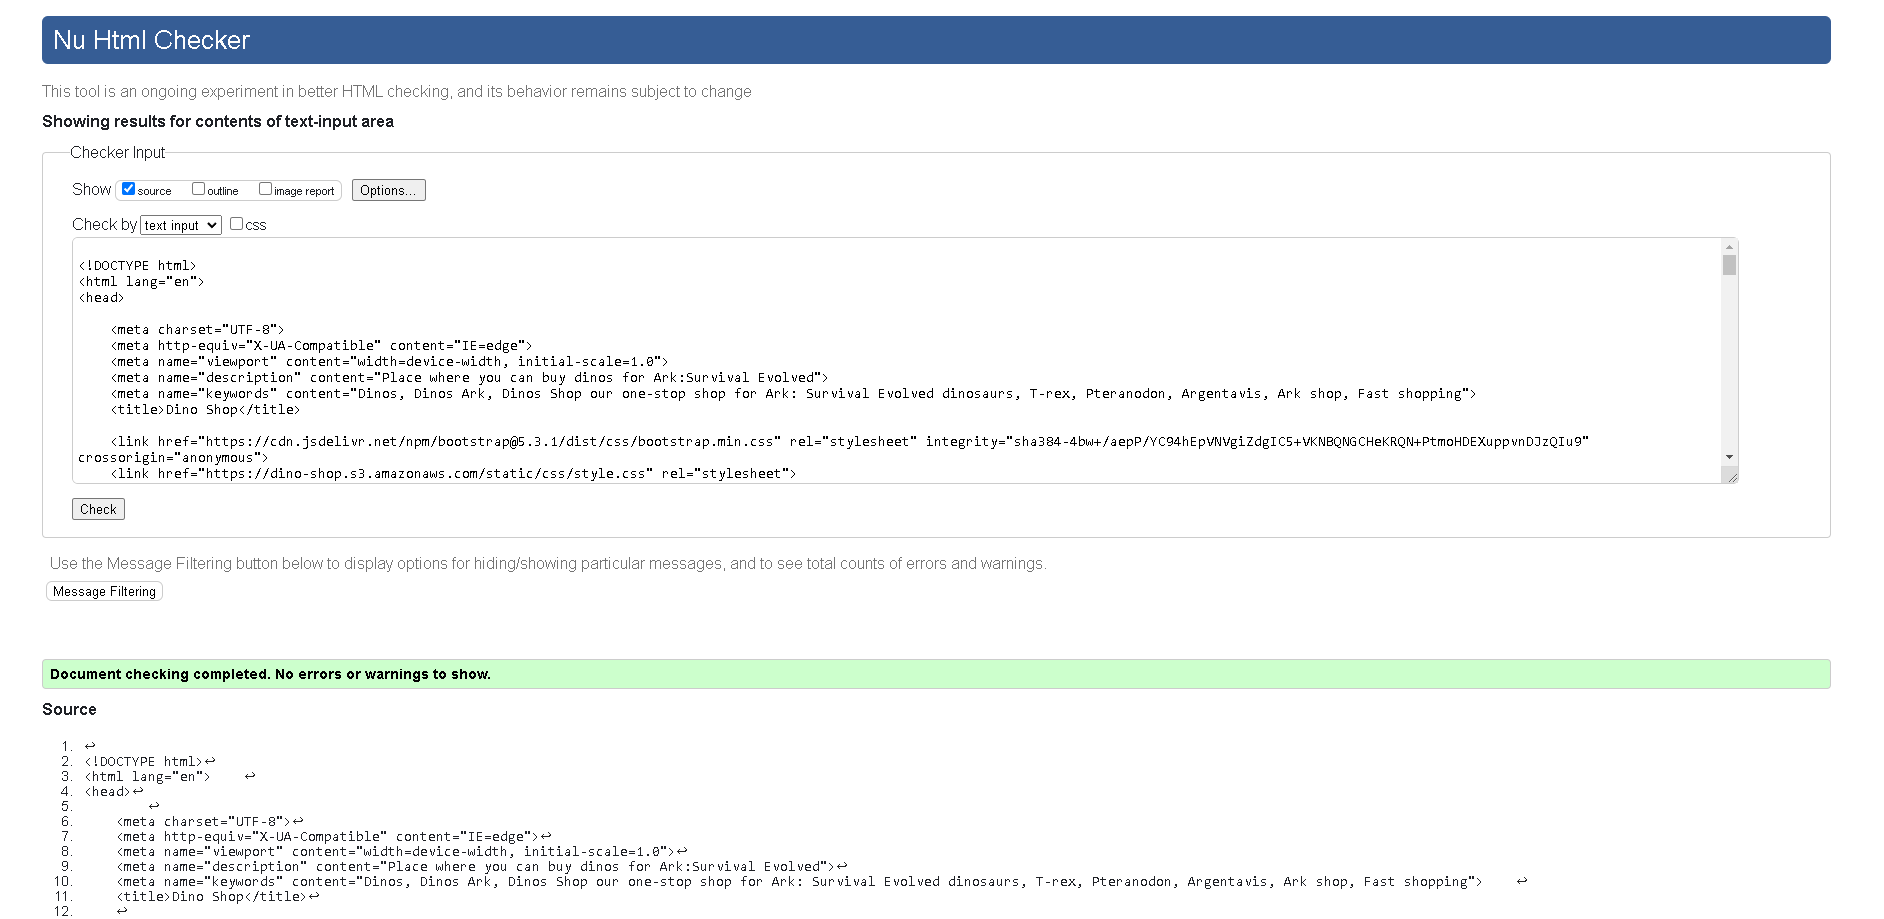 Nu Html Checker
This tool is an ongoing experiment in better HTML checking, and its behavior remains subject to change
Showing results for contents of text-input area
Checker Input
Show source outline image report Options...
Check by text input css
<!DOCTYPE html>
<html lang="en">
<head>
<meta charset="UTF-8">
<meta http-equiv="X-UA-Compatible" content="IE=edge">
<meta name="viewport" content="width=device-width, initial-scale=1.0">
<meta name="description" content="Place where you can buy dinos for Ark:Survival Evolved">
<meta name="keywords" content="Dinos, Dinos Ark, Dinos Shop our one-stop shop for Ark: Survival Evolved dinosaurs, T-rex, Pteranodon, Argentavis, Ark shop, Fast shopping">
<title>Dino Shop</title>
<link href="https://cdn.jsdelivr.net/npm/bootstrap@5.3.1/dist/css/bootstrap.min.css" rel="stylesheet" integrity="sha384-4bw+/aepP/YC94hEpVNVgiZdgIC5+VKNBQNGCHeKRQN+PtmoHDEXuppvnDJzQIu9"
crossorigin="anonymous">
<link href="https://dino-shop.s3.amazonaws.com/static/css/style.css" rel="stylesheet">
Check
Use the Message Filtering button below to display options for hiding/showing particular messages, and to see total counts of errors and warnings.
Message Filtering
Document checking completed. No errors or warnings to show.
Source
1. ↩
2. <!DOCTYPE html>↩
3. <html lang="en"> ↩
4. <head>↩
5. ↩
6. <meta charset="UTF-8">↩
7. <meta http-equiv="X-UA-Compatible" content="IE=edge">↩
8. <meta name="viewport" content="width=device-width, initial-scale=1.0">↩
9. <meta name="description" content="Place where you can buy dinos for Ark:Survival Evolved">↩
10. <meta name="keywords" content="Dinos, Dinos Ark, Dinos Shop our one-stop shop for Ark: Survival Evolved dinosaurs, T-rex, Pteranodon, Argentavis, Ark shop, Fast shopping"> ↩
11. <title>Dino Shop</title>↩
12. ↩